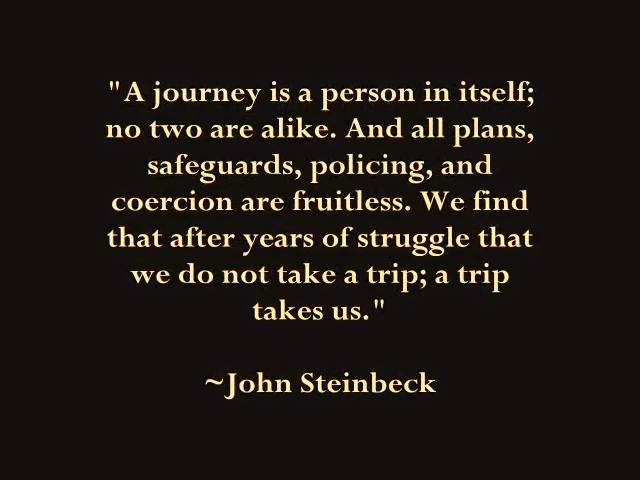 "A journey is a person in itself;
no two are alike. And all plans,
safeguards, policing, and
coercion are fruitless. We find
that after years of struggle that
we do not take a trip; a trip
takes us."
~John Steinbeck